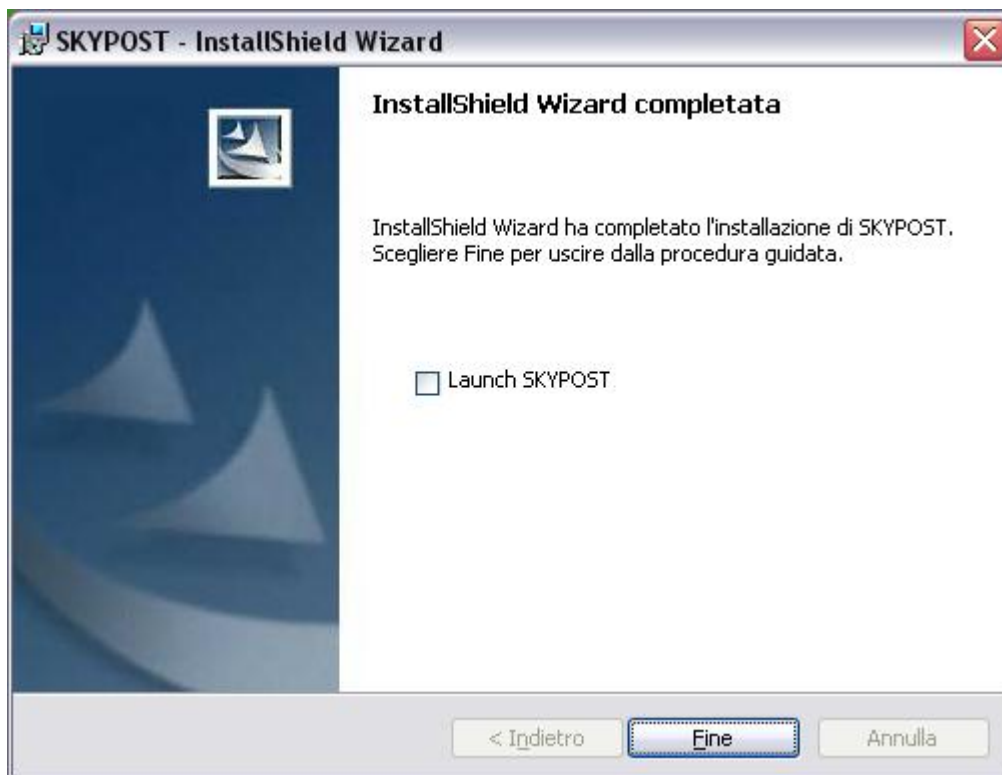 SKYPOST - InstallShield Wizard
InstallShield Wizard completata
InstallShield Wizard ha completato l'installazione di SKYPOST.
Scegliere Fine per uscire dalla procedura guidata.
Launch SKYPOST
< Indietro
Fine
Annulla